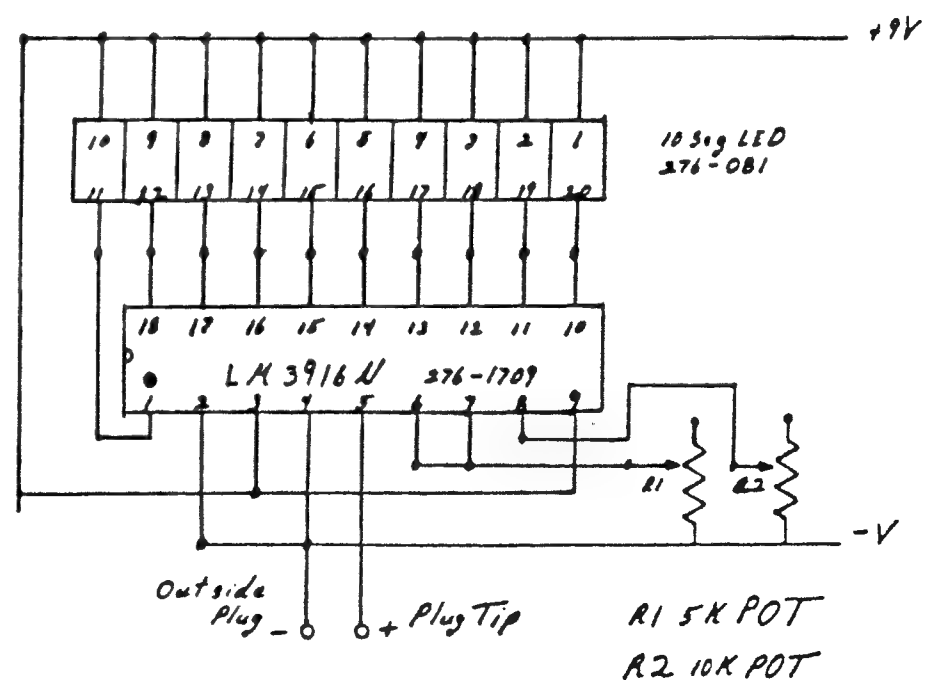 +9V
10 9 8 7 6 5 4 3 2 1
10 Seg LED
276-081
11 12 13 14 15 16 17 18 19 20
18 17 16 15 14 13 12 11 10
LM 3916 N 276-1709
1 2 3 4 5 6 7 8 9
R1 R2
-V
Outside
Plug - + Plug Tip
R1 5K POT
R2 10K POT